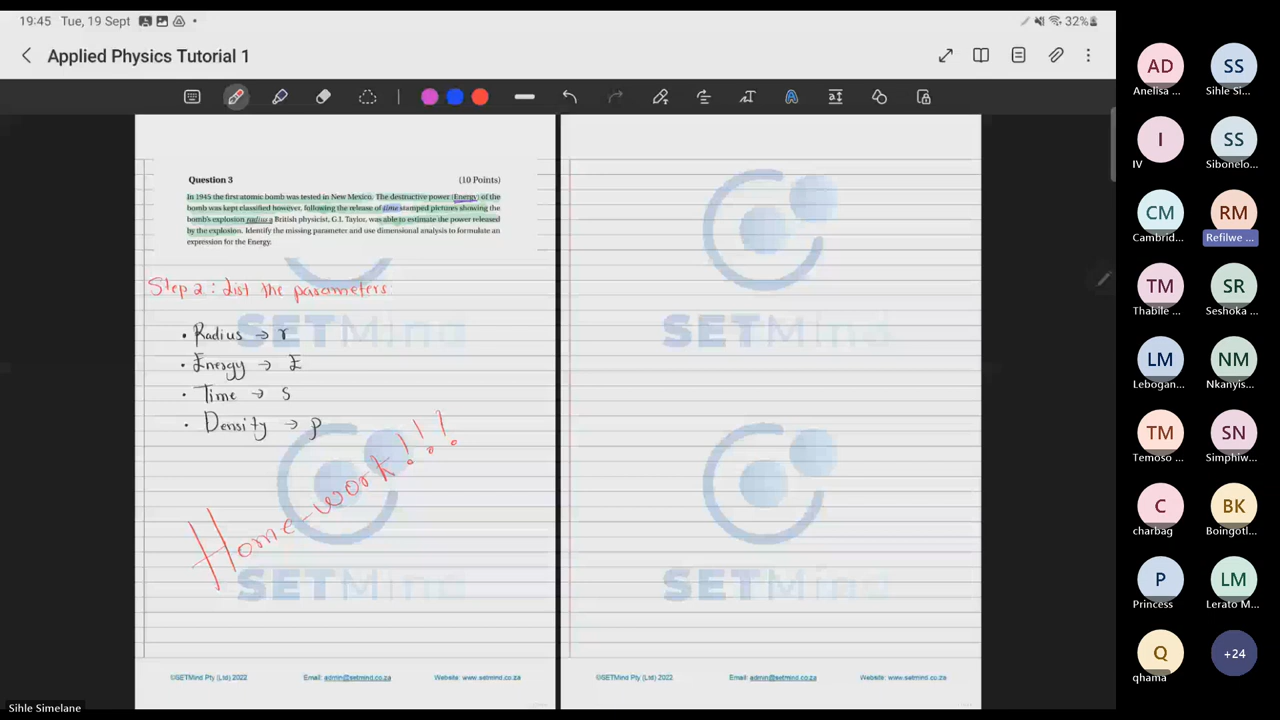 19:45 Tue, 19 Sept
32%
Applied Physics Tutorial 1
Question 3 (10 Points)
In 1945 the first atomic bomb was tested in New Mexico. The destructive power (Energy) of the
bomb was kept classified however, following the release of time stamped pictures showing the
bomb's explosion radius a British physicist, G.I. Taylor, was able to estimate the power released
by the explosion. Identify the missing parameter and use dimensional analysis to formulate an
expression for the Energy.
Step 2 : List the parameters:
• Radius → r
• Energy → E
• Time → s
• Density → ρ
Home-work!!!
SETMind
SETMind
©SETMind Pty (Ltd) 2022 Email: admin@setmind.co.za Website: www.setmind.co.za
SETMind
SETMind
©SETMind Pty (Ltd) 2022 Email: admin@setmind.co.za Website: www.setmind.co.za
AD SS
Anelisa ... Sihle Si...
I SS
IV Sibonelo...
CM RM
Cambrid... Refilwe ...
TM SR
Thabile ... Seshoka ...
LM NM
Lebogan... Nkanyis...
TM SN
Temoso ... Simphiw...
C BK
charbag Boingotl...
P LM
Princess Lerato M...
Q +24
qhama
Sihle Simelane